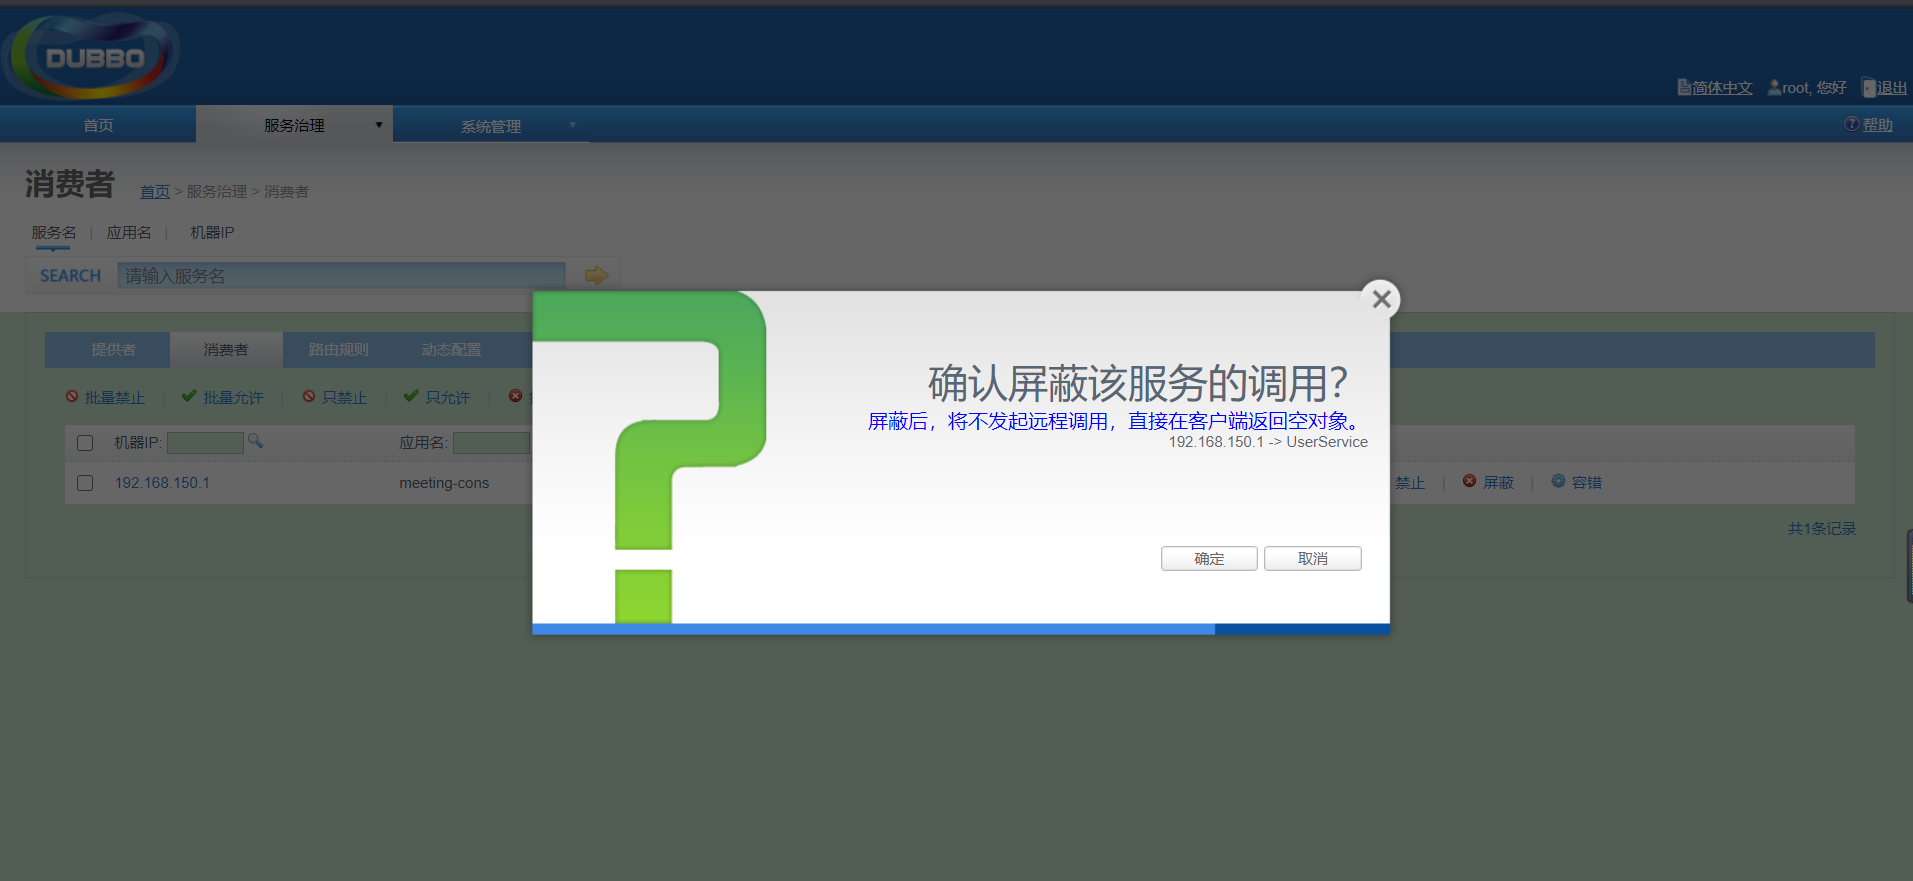 DUBBO
简体中文 root, 您好 退出
首页 服务治理 系统管理 帮助
消费者 首页 > 服务治理 > 消费者
服务名 | 应用名 | 机器IP
SEARCH 请输入服务名
提供者 消费者 路由规则 动态配置
批量禁止 | 批量允许 | 只禁止 | 只允许 |
机器IP: 应用名:
192.168.150.1 meeting-cons 禁止 | 屏蔽 | 容错
共1条记录
确认屏蔽该服务的调用?
屏蔽后，将不发起远程调用，直接在客户端返回空对象。
192.168.150.1 -> UserService
确定 取消